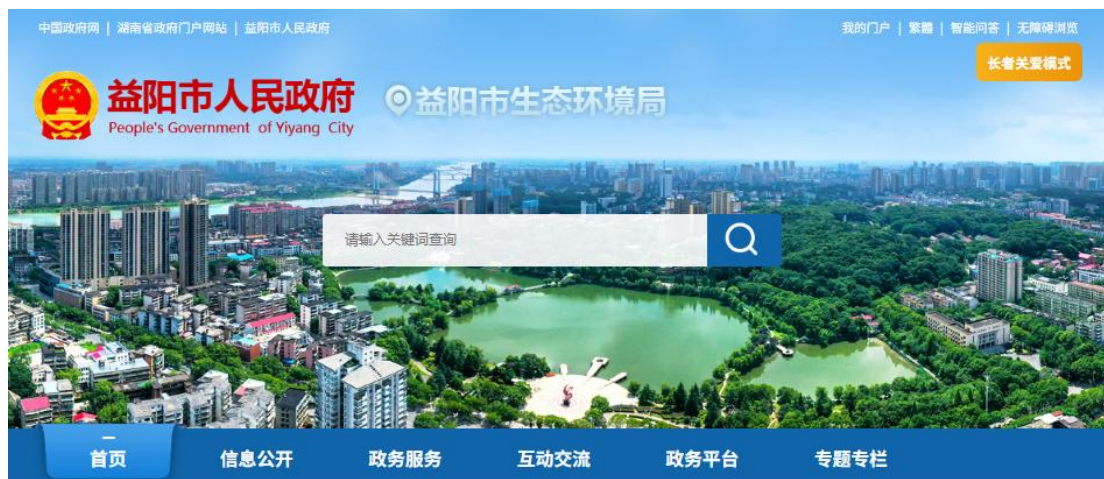 中国政府网 | 湖南省政府门户网站 | 益阳市人民政府
我的门户 | 繁體 | 智能问答 | 无障碍浏览
长者关爱模式
益阳市人民政府
People's Government of Yiyang City
益阳市生态环境局
请输入关键词查询
首页 信息公开 政务服务 互动交流 政务平台 专题专栏